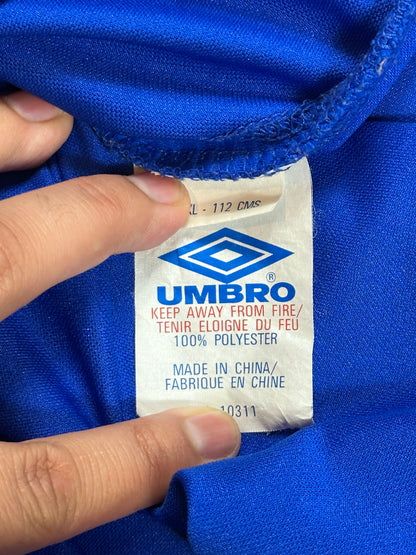 XL - 112 CMS
®
UMBRO
KEEP AWAY FROM FIRE/
TENIR ELOIGNE DU FEU
100% POLYESTER
MADE IN CHINA/
FABRIQUE EN CHINE
10311